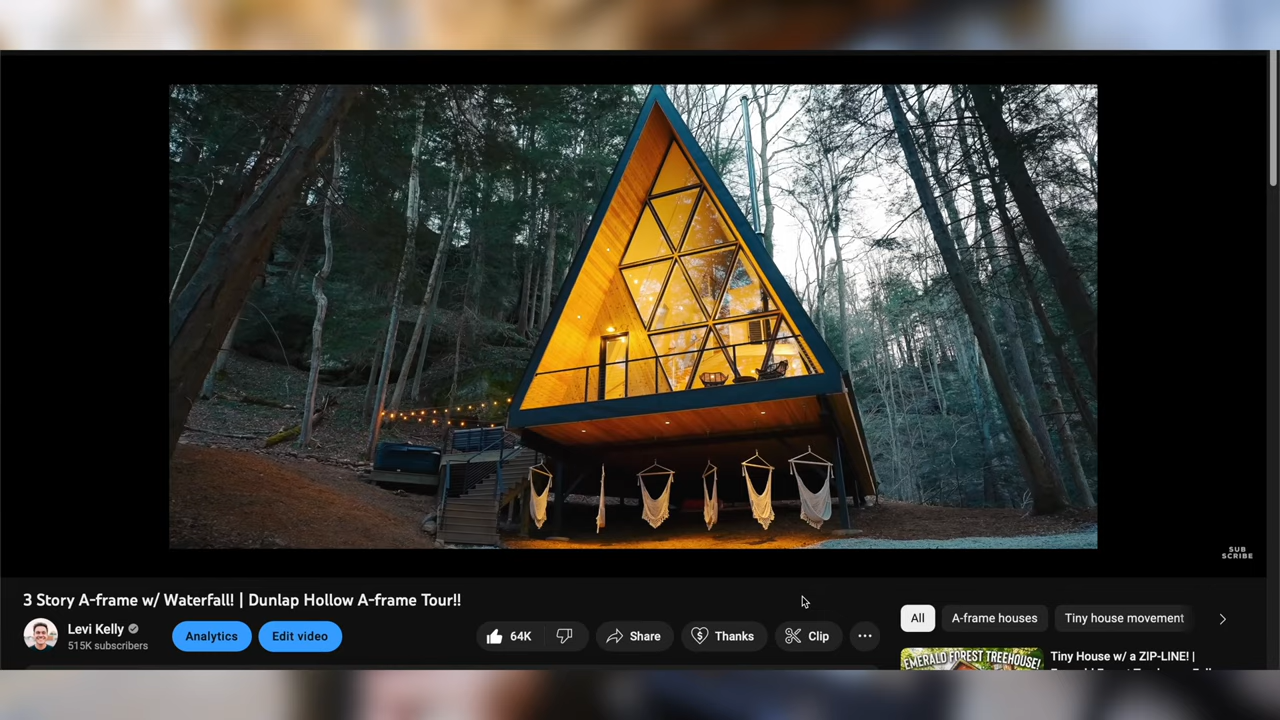 SUB
SCRIBE
3 Story A-frame w/ Waterfall! | Dunlap Hollow A-frame Tour!!
Levi Kelly
515K subscribers
Analytics
Edit video
64K
Share
Thanks
Clip
All
A-frame houses
Tiny house movement
EMERALD FOREST TREEHOUSE!
Tiny House w/ a ZIP-LINE! |